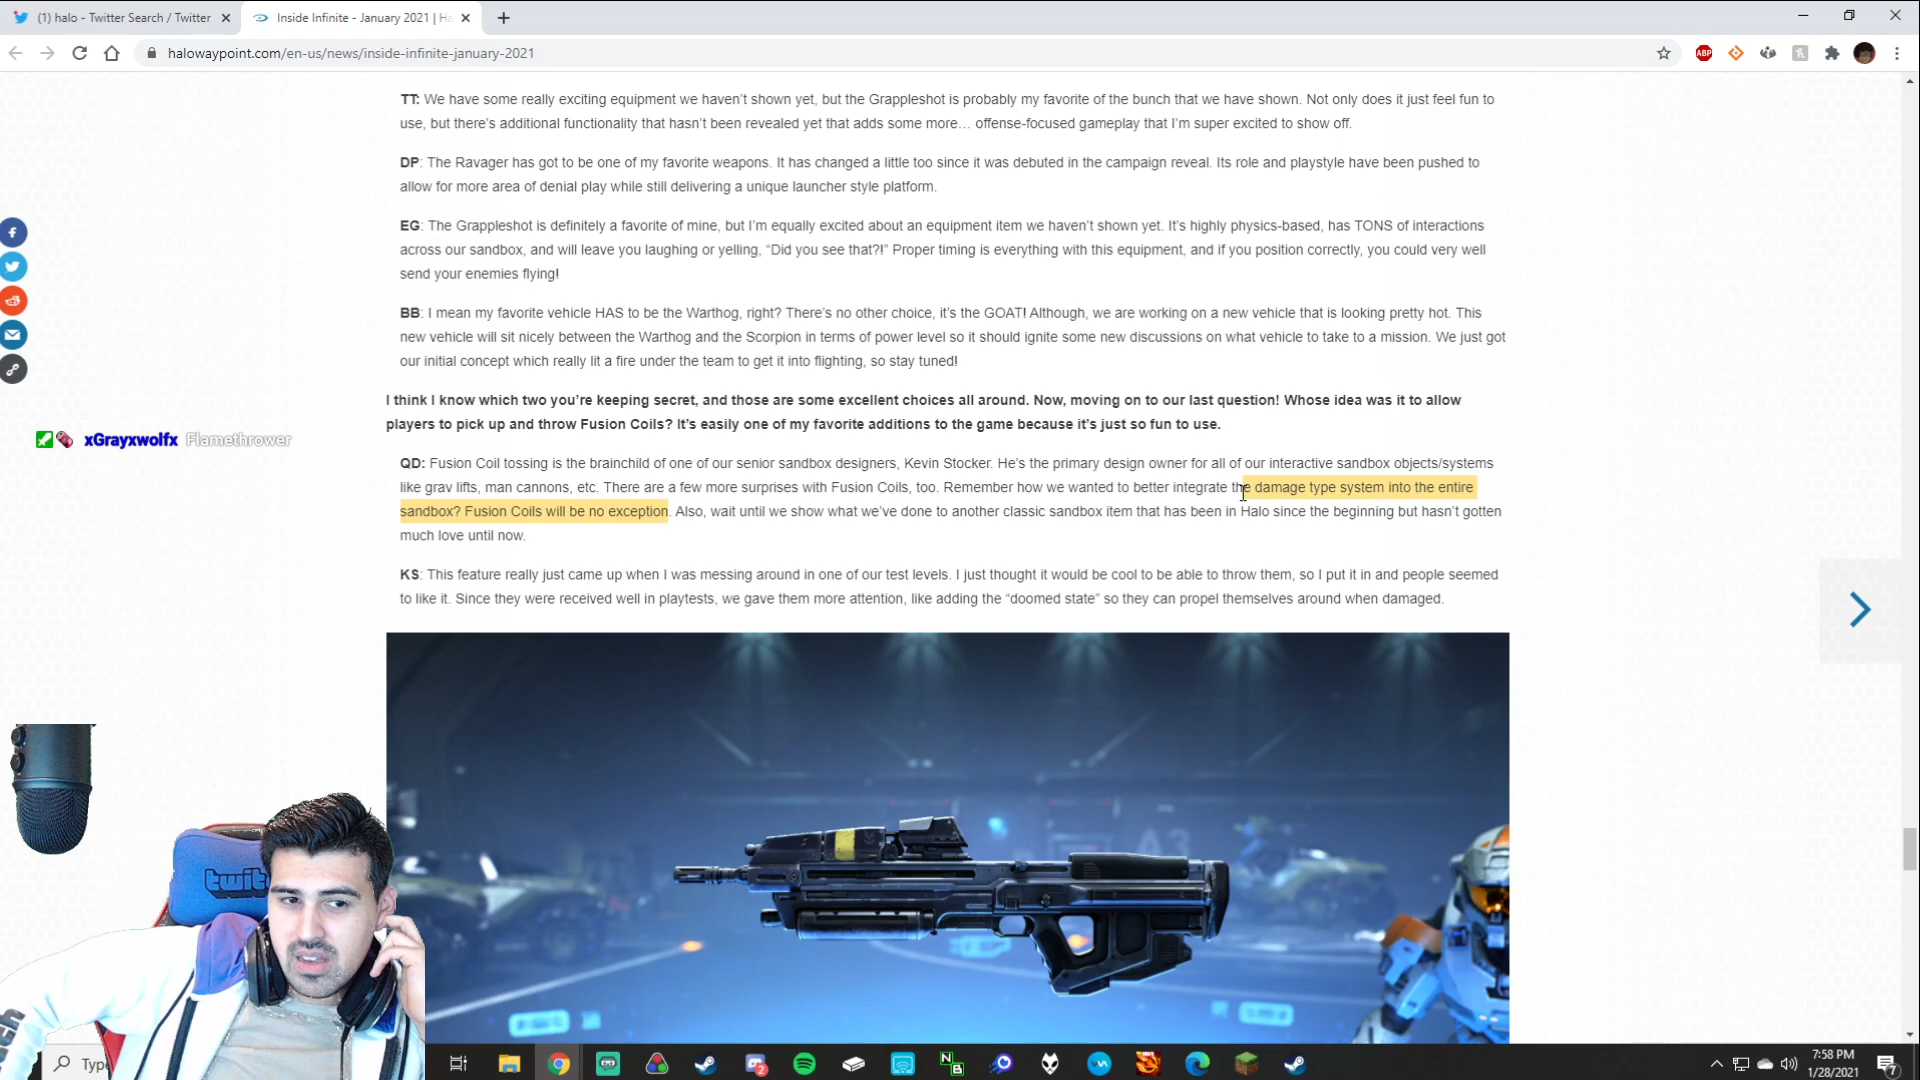 (1) halo - Twitter Search / Twitter
Inside Infinite - January 2021 | Ha
halowaypoint.com/en-us/news/inside-infinite-january-2021
ABP
TT: We have some really exciting equipment we haven't shown yet, but the Grappleshot is probably my favorite of the bunch that we have shown. Not only does it just feel fun to
use, but there's additional functionality that hasn't been revealed yet that adds some more… offense-focused gameplay that I'm super excited to show off.
DP: The Ravager has got to be one of my favorite weapons. It has changed a little too since it was debuted in the campaign reveal. Its role and playstyle have been pushed to
allow for more area of denial play while still delivering a unique launcher style platform.
EG: The Grappleshot is definitely a favorite of mine, but I'm equally excited about an equipment item we haven't shown yet. It's highly physics-based, has TONS of interactions
across our sandbox, and will leave you laughing or yelling, "Did you see that?!" Proper timing is everything with this equipment, and if you position correctly, you could very well
send your enemies flying!
BB: I mean my favorite vehicle HAS to be the Warthog, right? There's no other choice, it's the GOAT! Although, we are working on a new vehicle that is looking pretty hot. This
new vehicle will sit nicely between the Warthog and the Scorpion in terms of power level so it should ignite some new discussions on what vehicle to take to a mission. We just got
our initial concept which really lit a fire under the team to get it into flighting, so stay tuned!
I think I know which two you're keeping secret, and those are some excellent choices all around. Now, moving on to our last question! Whose idea was it to allow
players to pick up and throw Fusion Coils? It's easily one of my favorite additions to the game because it's just so fun to use.
xGrayxwolfx Flamethrower
QD: Fusion Coil tossing is the brainchild of one of our senior sandbox designers, Kevin Stocker. He's the primary design owner for all of our interactive sandbox objects/systems
like grav lifts, man cannons, etc. There are a few more surprises with Fusion Coils, too. Remember how we wanted to better integrate the damage type system into the entire
sandbox? Fusion Coils will be no exception. Also, wait until we show what we've done to another classic sandbox item that has been in Halo since the beginning but hasn't gotten
much love until now.
KS: This feature really just came up when I was messing around in one of our test levels. I just thought it would be cool to be able to throw them, so I put it in and people seemed
to like it. Since they were received well in playtests, we gave them more attention, like adding the "doomed state" so they can propel themselves around when damaged.
A3
twit
Type
2
N
B
7:58 PM
1/28/2021
7